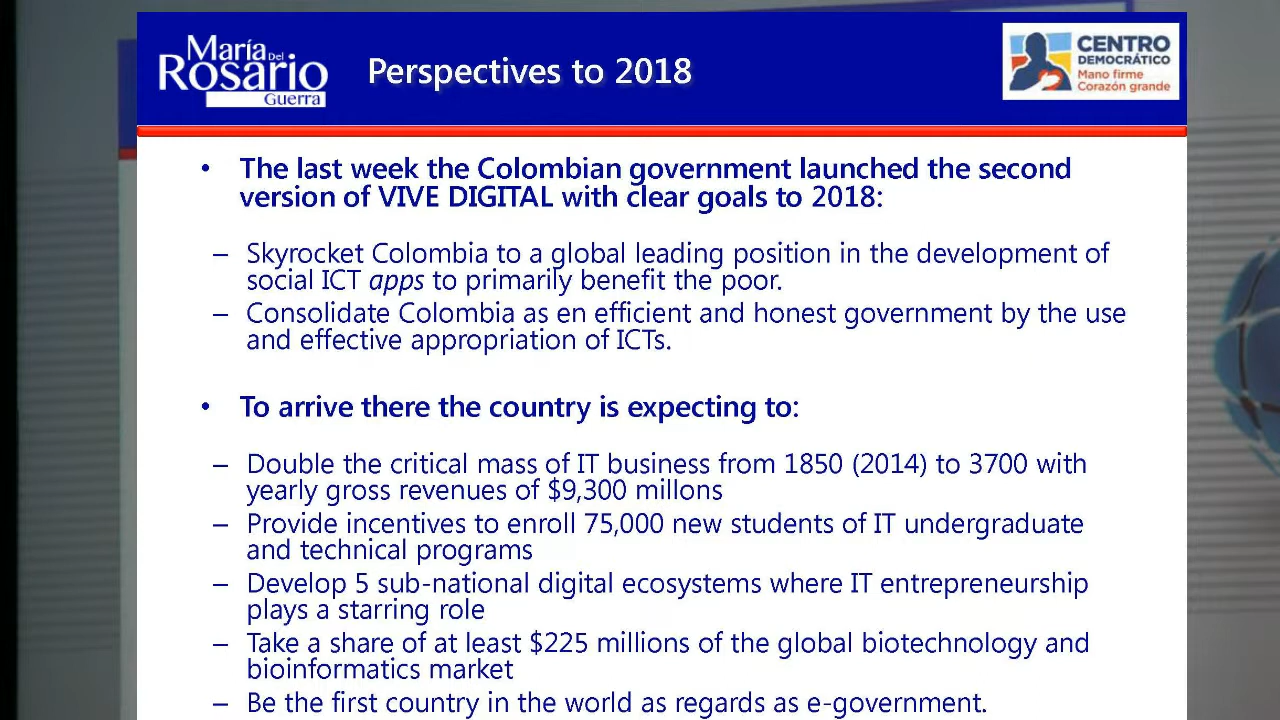 María Del
Rosario
Guerra
Perspectives to 2018
CENTRO
DEMOCRÁTICO
Mano firme
Corazón grande
• The last week the Colombian government launched the second
version of VIVE DIGITAL with clear goals to 2018:
– Skyrocket Colombia to a global leading position in the development of
social ICT apps to primarily benefit the poor.
– Consolidate Colombia as en efficient and honest government by the use
and effective appropriation of ICTs.
• To arrive there the country is expecting to:
– Double the critical mass of IT business from 1850 (2014) to 3700 with
yearly gross revenues of $9,300 millons
– Provide incentives to enroll 75,000 new students of IT undergraduate
and technical programs
– Develop 5 sub-national digital ecosystems where IT entrepreneurship
plays a starring role
– Take a share of at least $225 millions of the global biotechnology and
bioinformatics market
– Be the first country in the world as regards as e-government.